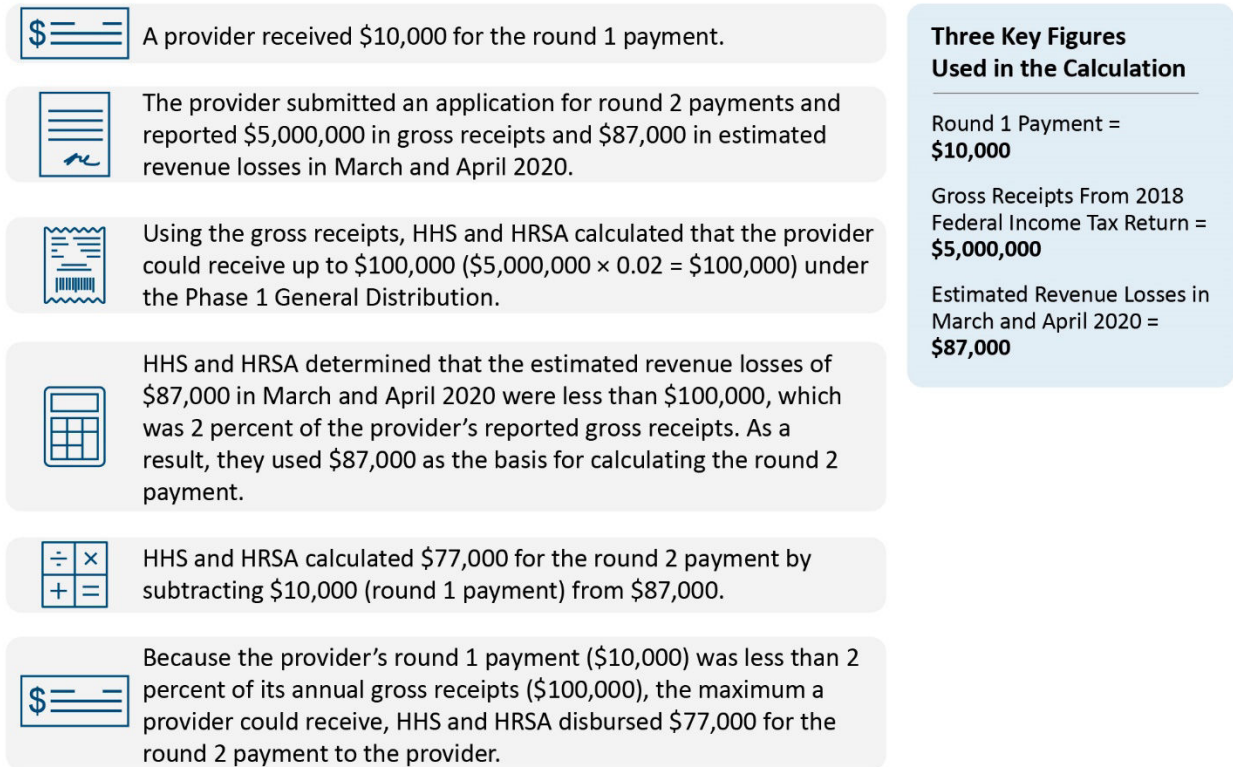 $
A provider received $10,000 for the round 1 payment.
The provider submitted an application for round 2 payments and
reported $5,000,000 in gross receipts and $87,000 in estimated
revenue losses in March and April 2020.
Using the gross receipts, HHS and HRSA calculated that the provider
could receive up to $100,000 ($5,000,000 × 0.02 = $100,000) under
the Phase 1 General Distribution.
HHS and HRSA determined that the estimated revenue losses of
$87,000 in March and April 2020 were less than $100,000, which
was 2 percent of the provider’s reported gross receipts. As a
result, they used $87,000 as the basis for calculating the round 2
payment.
÷ ×
+ =
HHS and HRSA calculated $77,000 for the round 2 payment by
subtracting $10,000 (round 1 payment) from $87,000.
$
Because the provider’s round 1 payment ($10,000) was less than 2
percent of its annual gross receipts ($100,000), the maximum a
provider could receive, HHS and HRSA disbursed $77,000 for the
round 2 payment to the provider.
Three Key Figures
Used in the Calculation
Round 1 Payment =
$10,000
Gross Receipts From 2018
Federal Income Tax Return =
$5,000,000
Estimated Revenue Losses in
March and April 2020 =
$87,000